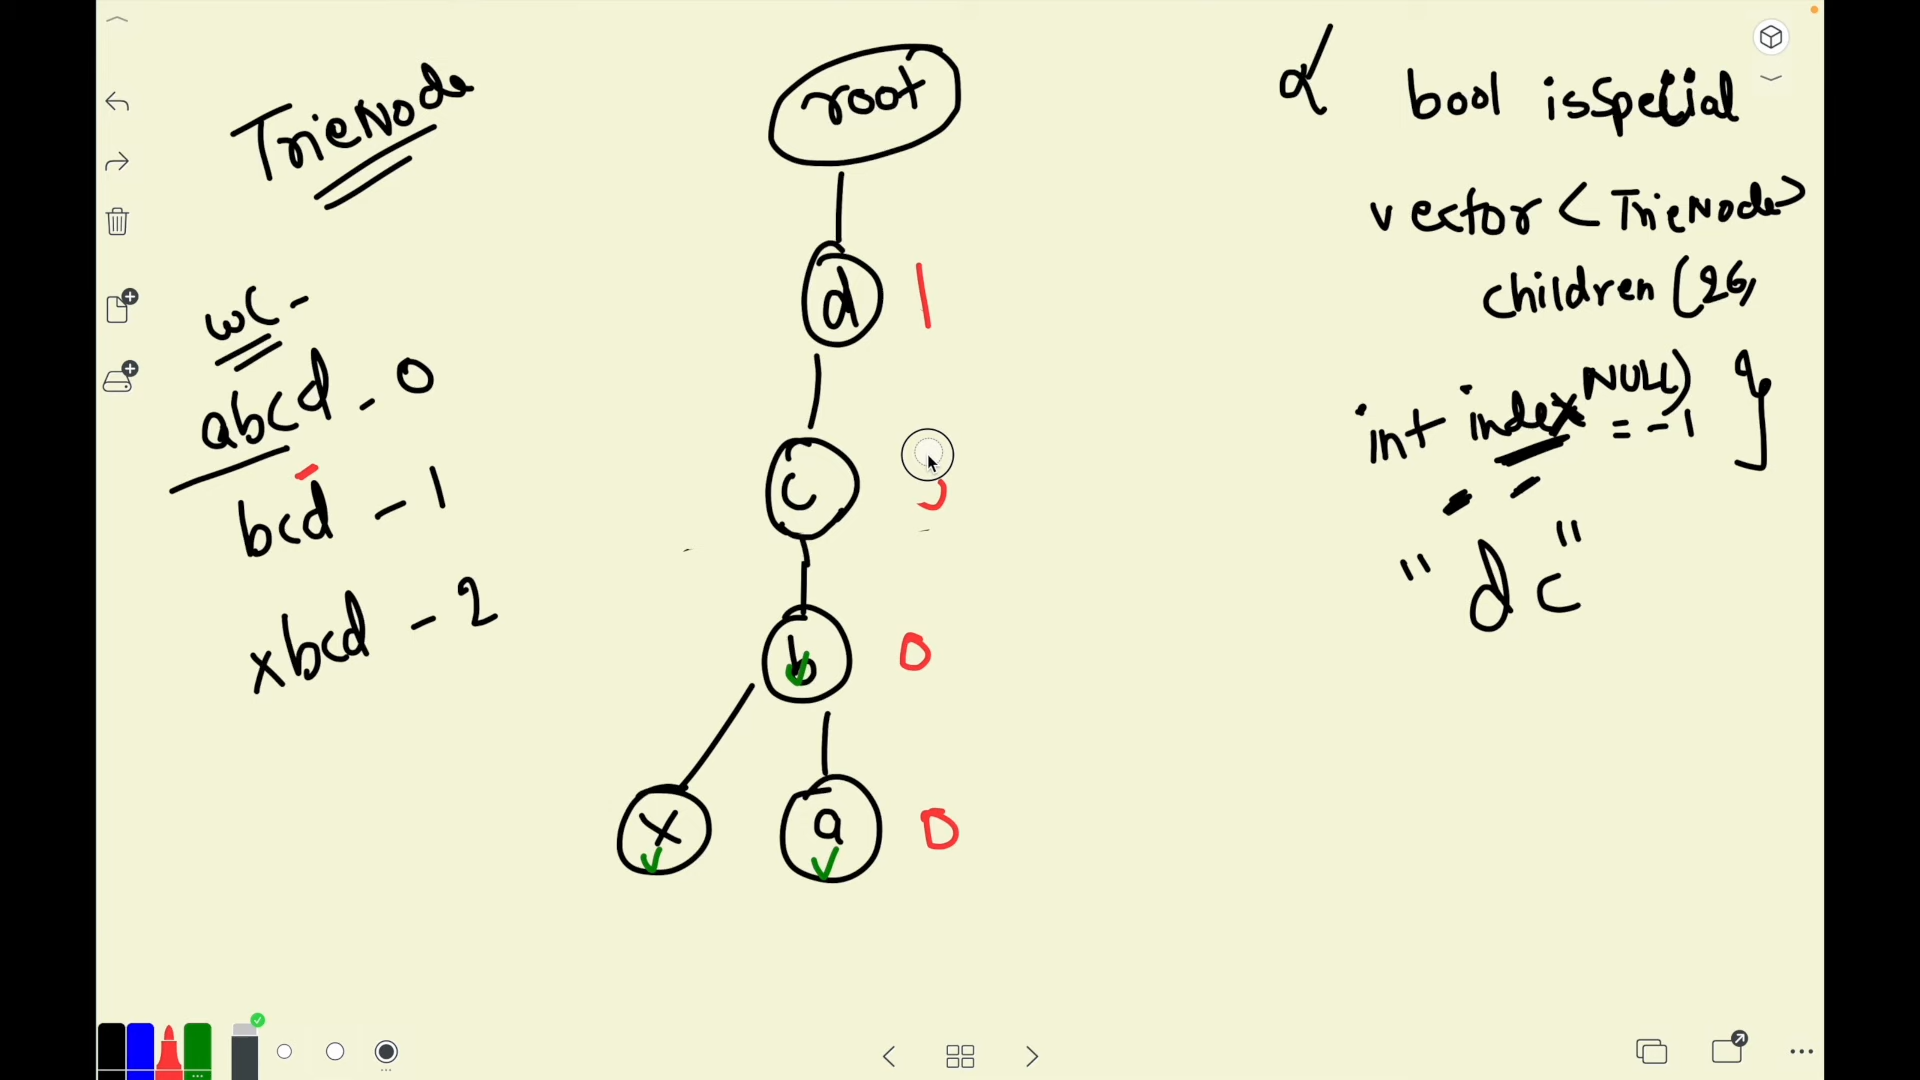 TrieNode
wC -
abcd - 0
bcd - 1
xbcd - 2
root
d 1
c
b 0
x a 0
bool isSpecial
vector < TrieNode>
children (26,
NULL)
int index = -1 }
" dc "